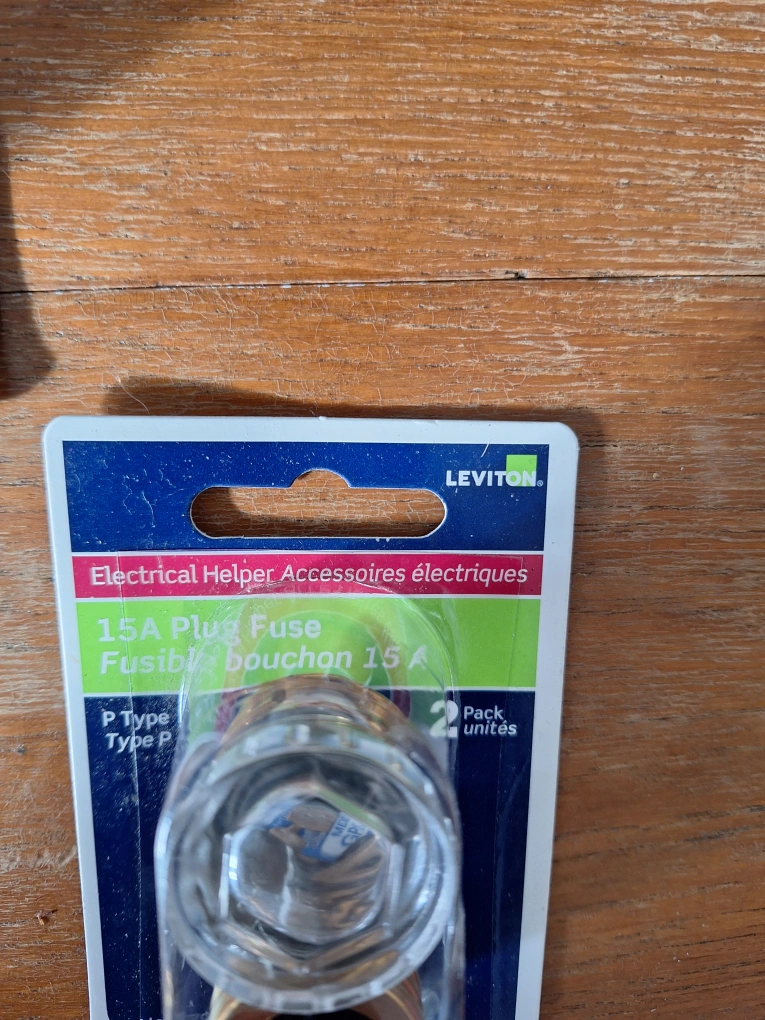 LEVITON®
Electrical Helper Accessoires électriques
15A Plug Fuse
Fusible bouchon 15 A
P Type
Type P
2 Pack
unités